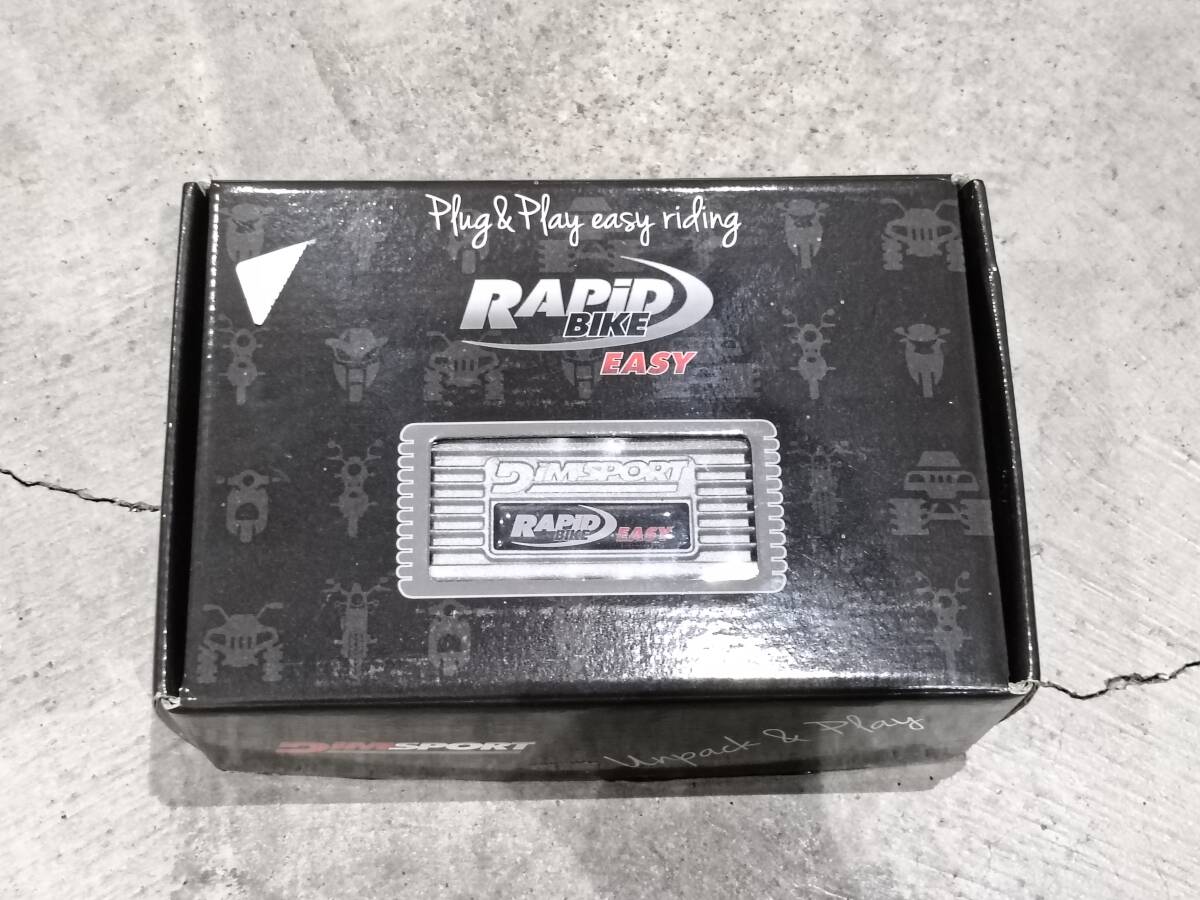 Plug & Play easy riding
RAPiD
BIKE
EASY
DiMSPORT
RAPiD
BIKE
EASY
DiMSPORT
Unpack & Play